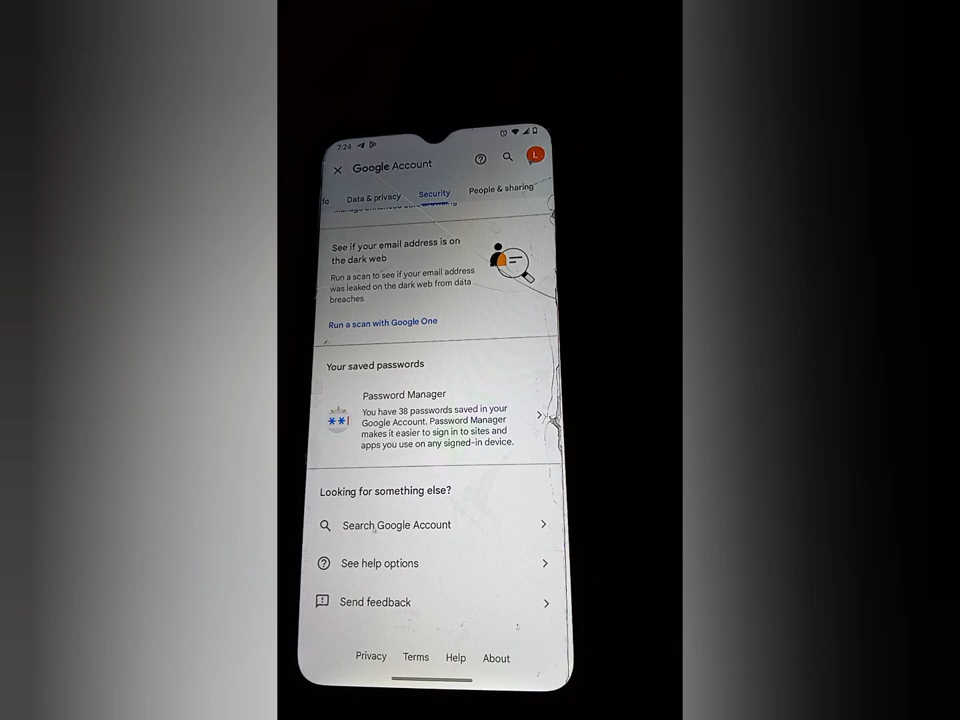 7:24
Google Account
L
fo Data & privacy Security People & sharing
See if your email address is on
the dark web
Run a scan to see if your email address
was leaked on the dark web from data
breaches
Run a scan with Google One
Your saved passwords
Password Manager
You have 38 passwords saved in your
Google Account. Password Manager
makes it easier to sign in to sites and
apps you use on any signed-in device.
Looking for something else?
Search Google Account
See help options
Send feedback
Privacy Terms Help About